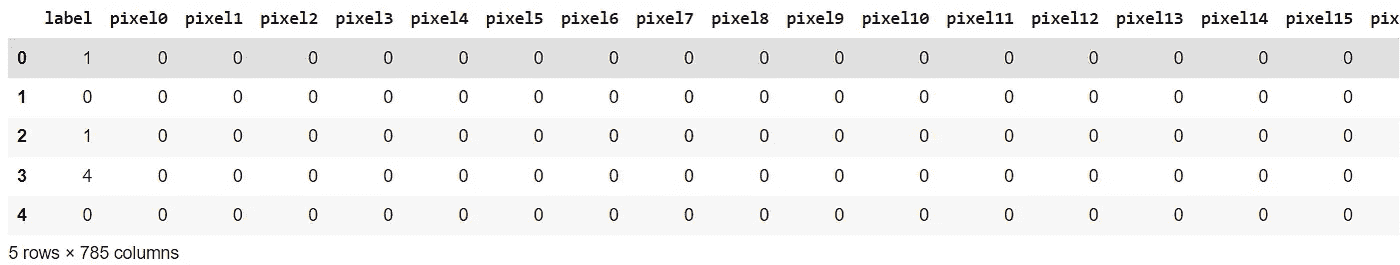 label pixel0 pixel1 pixel2 pixel3 pixel4 pixel5 pixel6 pixel7 pixel8 pixel9 pixel10 pixel11 pixel12 pixel13 pixel14 pixel15 pix
0 1 0 0 0 0 0 0 0 0 0 0 0 0 0 0 0 0
1 0 0 0 0 0 0 0 0 0 0 0 0 0 0 0 0 0
2 1 0 0 0 0 0 0 0 0 0 0 0 0 0 0 0 0
3 4 0 0 0 0 0 0 0 0 0 0 0 0 0 0 0 0
4 0 0 0 0 0 0 0 0 0 0 0 0 0 0 0 0 0
5 rows × 785 columns